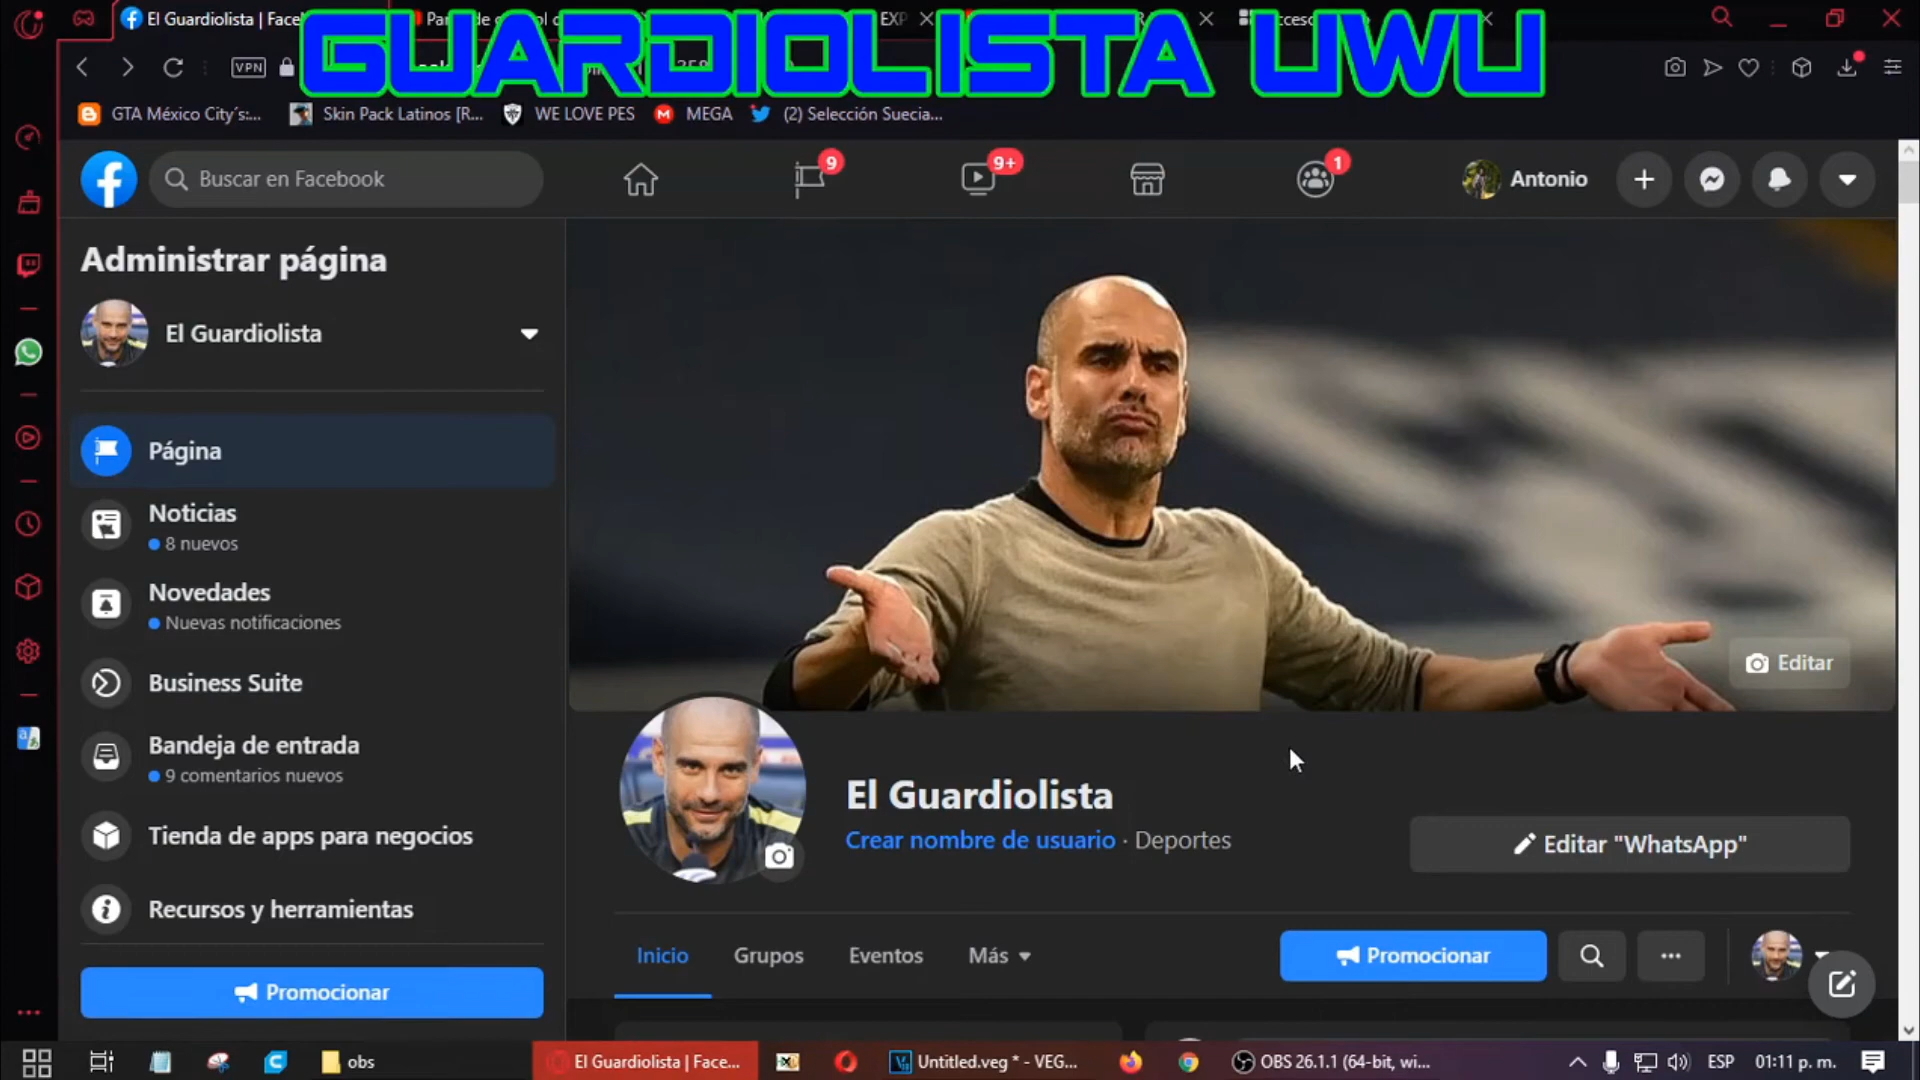 El Guardiolista | Face
EXP
GUARDIOLISTA UWU
VPN
GTA México City´s:...
Skin Pack Latinos [R...
WE LOVE PES
MEGA
(2) Selección Suecia...
Buscar en Facebook
9
9+
1
Antonio
Administrar página
El Guardiolista
Página
Noticias
8 nuevos
Novedades
Nuevas notificaciones
Business Suite
Bandeja de entrada
9 comentarios nuevos
Tienda de apps para negocios
Recursos y herramientas
Promocionar
Editar
El Guardiolista
Crear nombre de usuario · Deportes
Editar "WhatsApp"
Inicio
Grupos
Eventos
Más
Promocionar
obs
El Guardiolista | Face...
Untitled.veg * - VEG...
OBS 26.1.1 (64-bit, wi...
ESP
01:11 p. m.